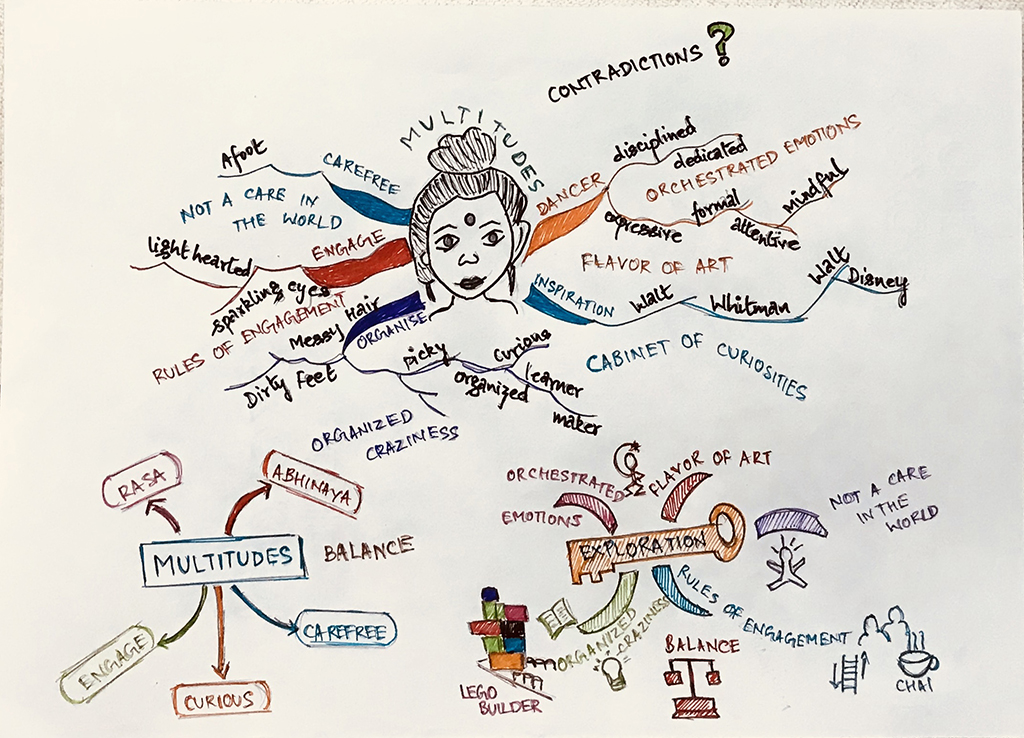 CONTRADICTIONS ?
MULTITUDES
Afoot
CAREFREE
NOT A CARE IN
THE WORLD
light hearted
ENGAGE
sparkling eyes
RULES OF ENGAGEMENT
Messy Hair
ORGANISE
Dirty Feet
picky
organized
curious
learner
maker
ORGANIZED
CRAZINESS
DANCER
disciplined
dedicated
ORCHESTRATED EMOTIONS
expressive
formal
attentive
mindful
FLAVOR OF ART
INSPIRATION
Walt
Whitman
Walt
Disney
CABINET OF CURIOSITIES
RASA
ABHINAYA
MULTITUDES
BALANCE
ENGAGE
CURIOUS
CAREFREE
ORCHESTRATED
EMOTIONS
FLAVOR OF ART
EXPLORATION
NOT A CARE
IN THE
WORLD
ORGANIZED
CRAZINESS
RULES OF ENGAGEMENT
LEGO
BUILDER
BALANCE
CHAI